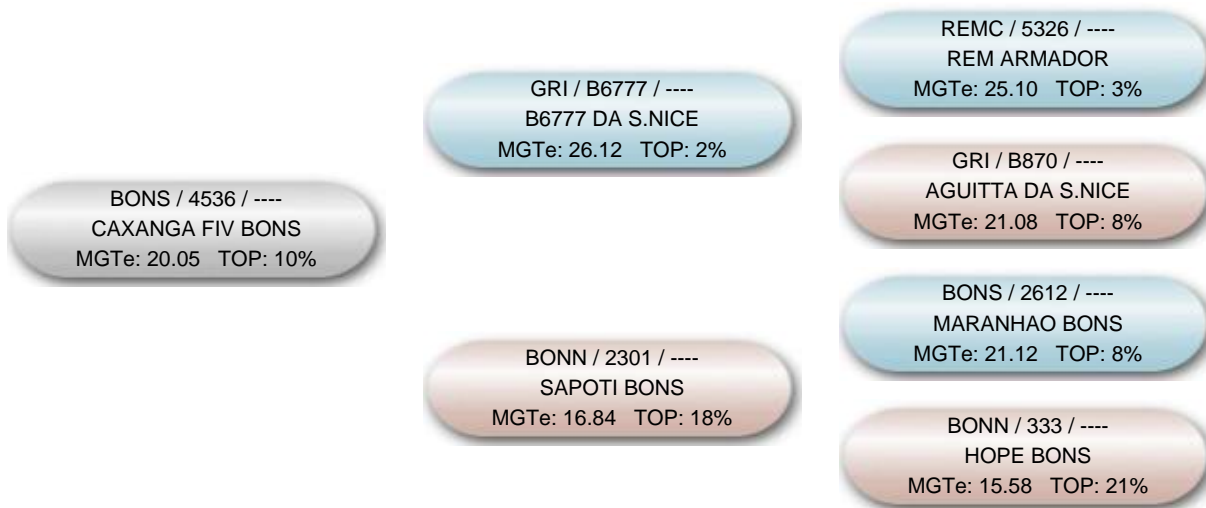 BONS / 4536 / ----
CAXANGA FIV BONS
MGTe: 20.05 TOP: 10%
GRI / B6777 / ----
B6777 DA S.NICE
MGTe: 26.12 TOP: 2%
BONN / 2301 / ----
SAPOTI BONS
MGTe: 16.84 TOP: 18%
REMC / 5326 / ----
REM ARMADOR
MGTe: 25.10 TOP: 3%
GRI / B870 / ----
AGUITTA DA S.NICE
MGTe: 21.08 TOP: 8%
BONS / 2612 / ----
MARANHAO BONS
MGTe: 21.12 TOP: 8%
BONN / 333 / ----
HOPE BONS
MGTe: 15.58 TOP: 21%